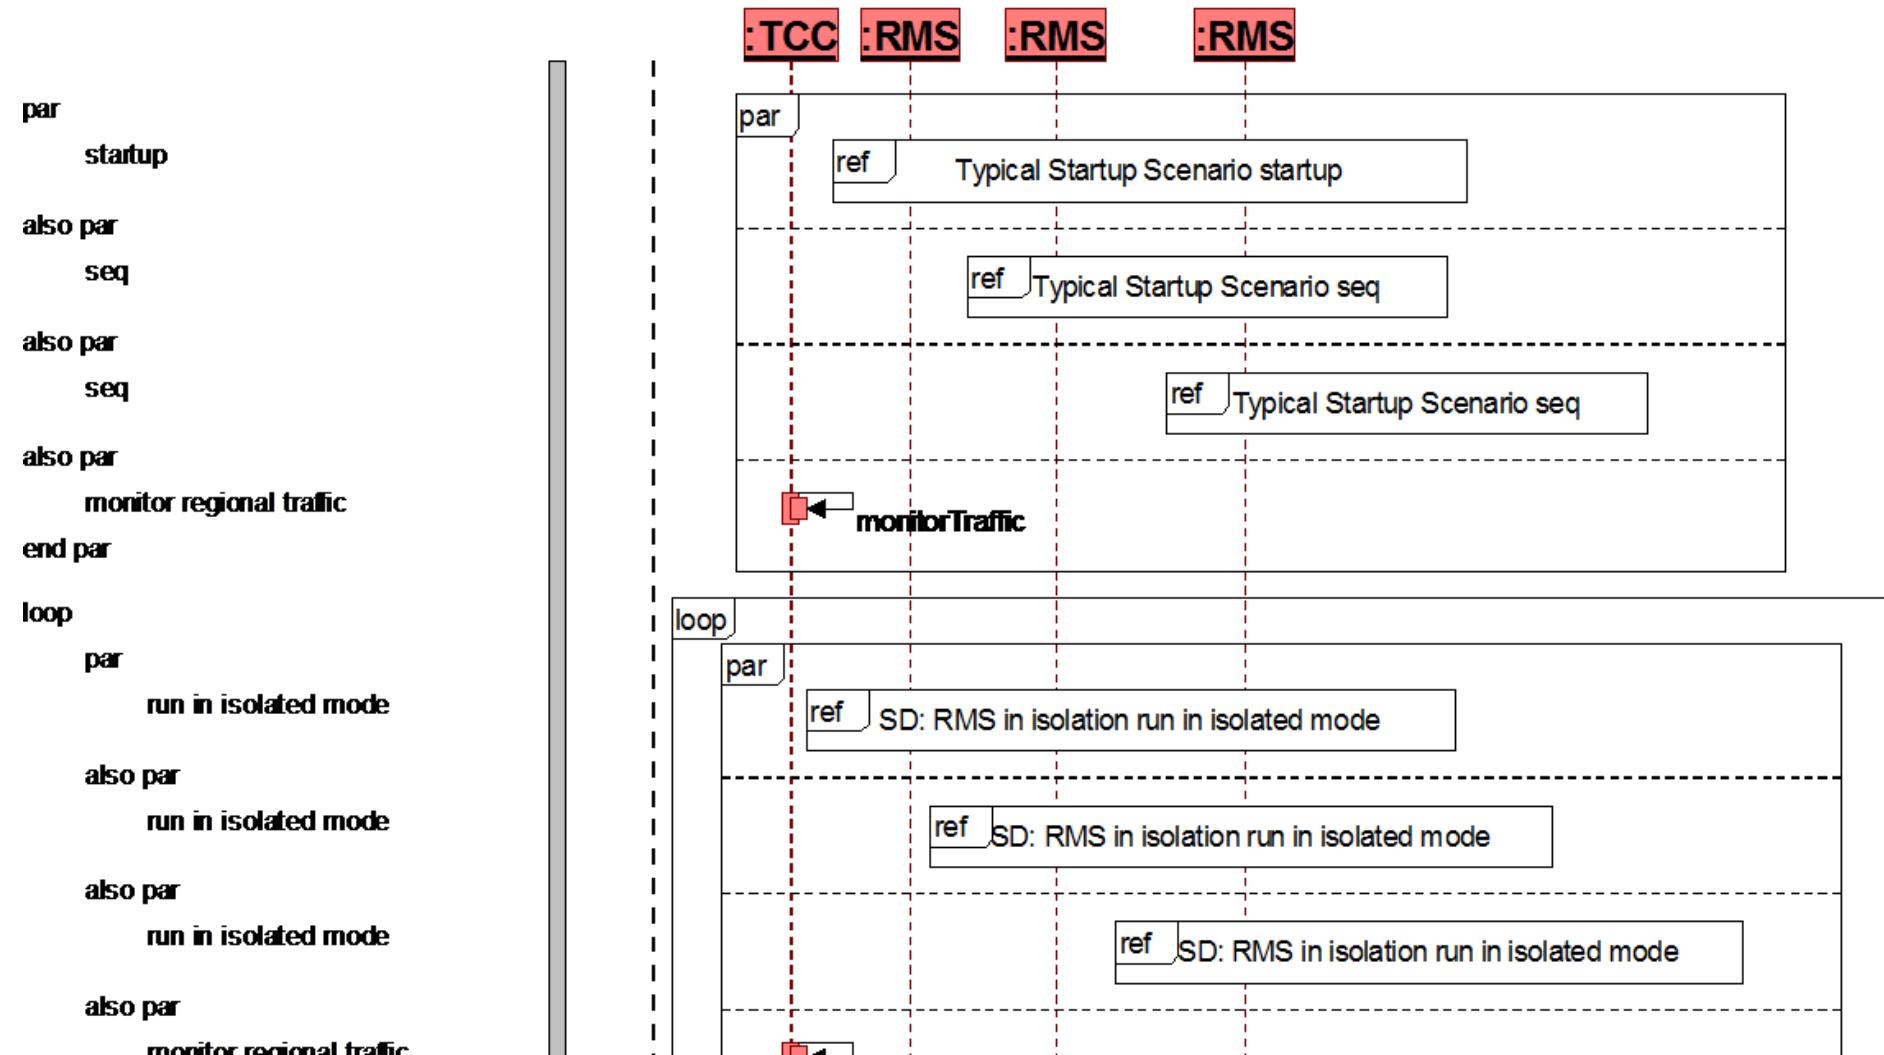 :TCC :RMS :RMS :RMS
par
par
startup
ref Typical Startup Scenario startup
also par
seq
ref Typical Startup Scenario seq
also par
seq
ref Typical Startup Scenario seq
also par
monitor regional traffic
monitorTraffic
end par
loop
loop
par
par
run in isolated mode
ref SD: RMS in isolation run in isolated mode
also par
run in isolated mode
ref SD: RMS in isolation run in isolated mode
also par
run in isolated mode
ref SD: RMS in isolation run in isolated mode
also par
monitor regional traffic